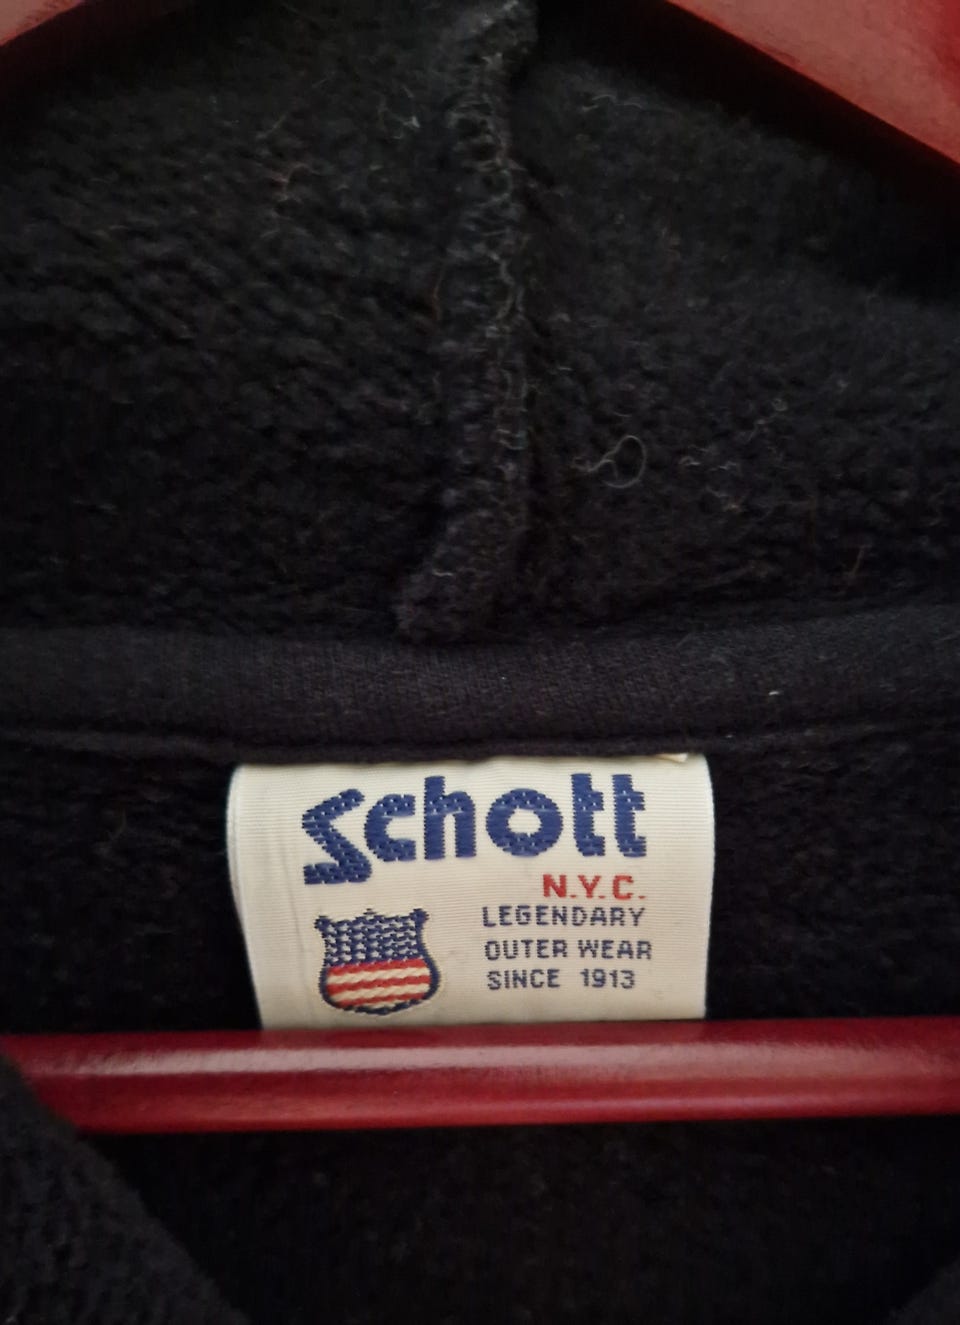 Schott
N.Y.C.
LEGENDARY
OUTER WEAR
SINCE 1913